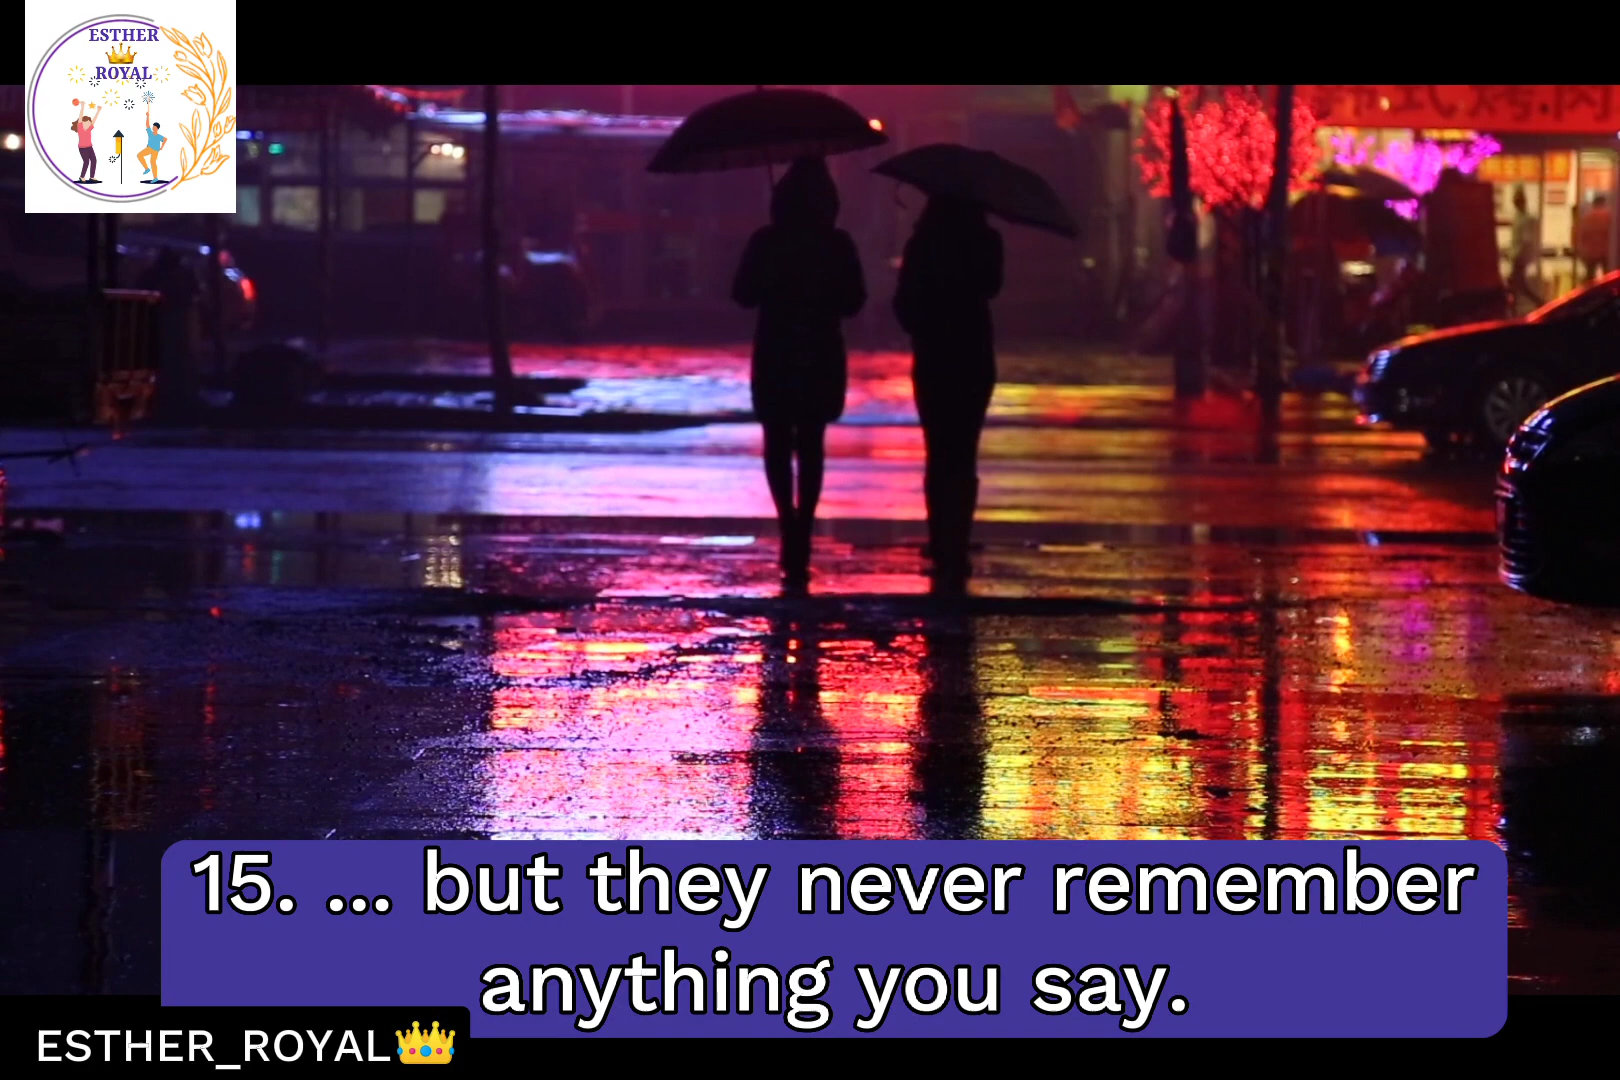 ESTHER
ROYAL
15. ... but they never remember
anything you say.
ESTHER_ROYAL👑